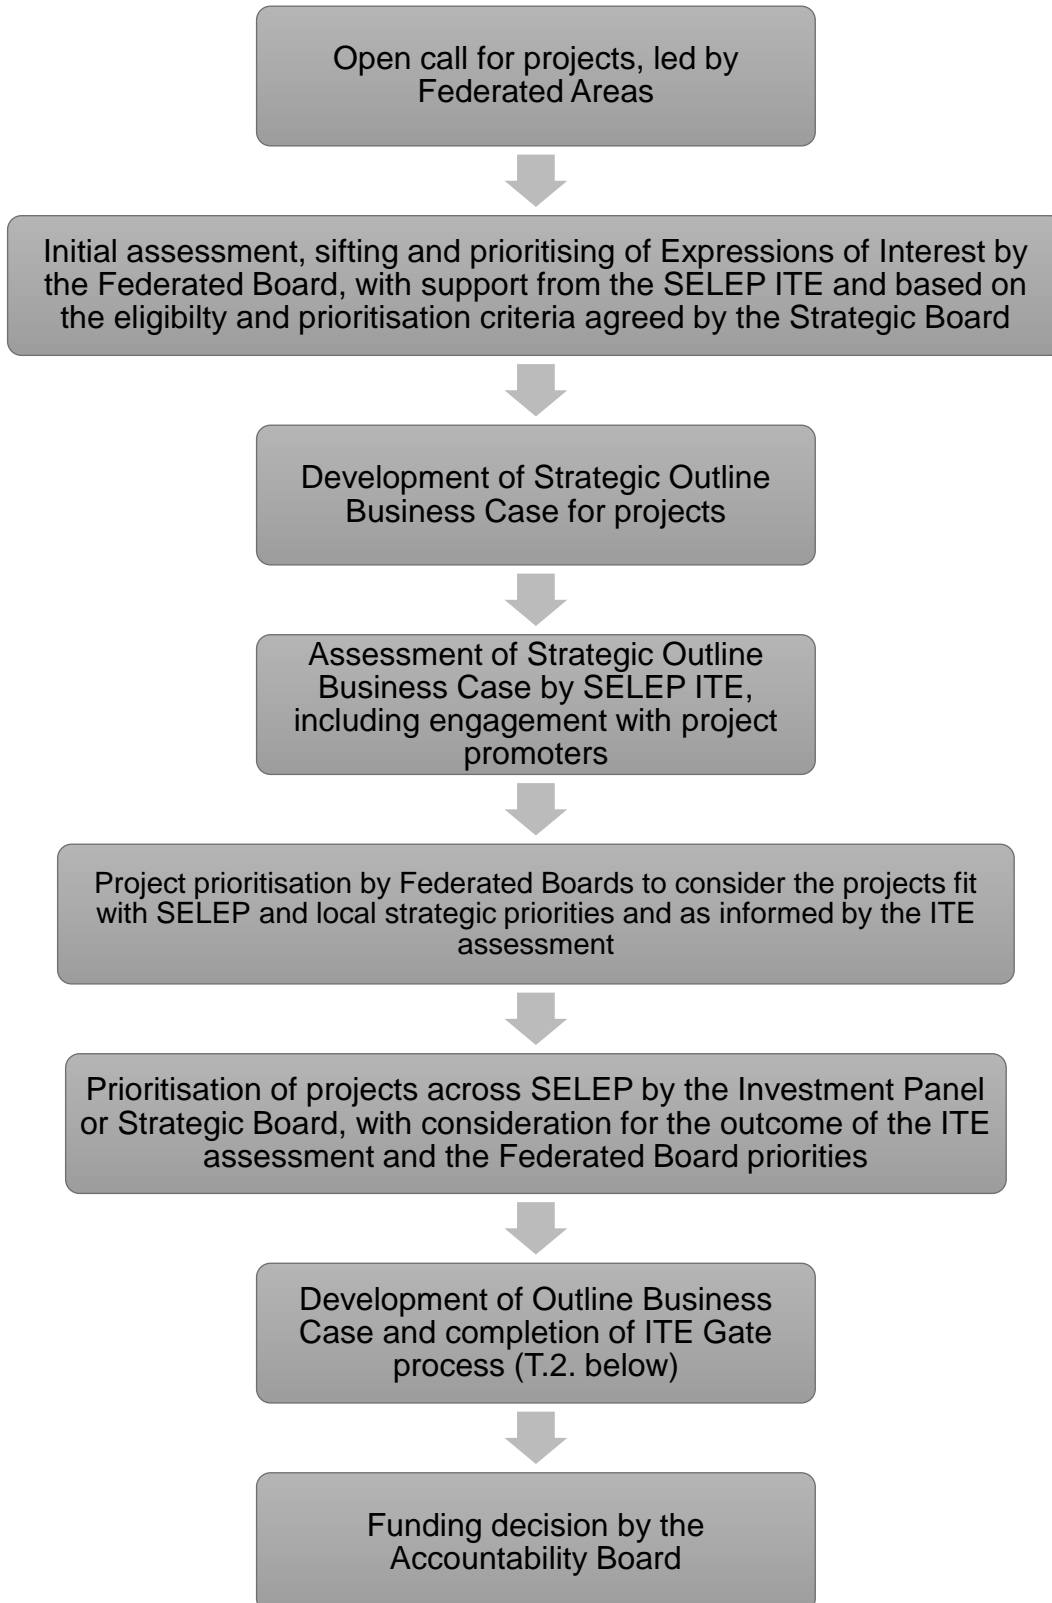 Open call for projects, led by
Federated Areas
Initial assessment, sifting and prioritising of Expressions of Interest by
the Federated Board, with support from the SELEP ITE and based on
the eligibilty and prioritisation criteria agreed by the Strategic Board
Development of Strategic Outline
Business Case for projects
Assessment of Strategic Outline
Business Case by SELEP ITE,
including engagement with project
promoters
Project prioritisation by Federated Boards to consider the projects fit
with SELEP and local strategic priorities and as informed by the ITE
assessment
Prioritisation of projects across SELEP by the Investment Panel
or Strategic Board, with consideration for the outcome of the ITE
assessment and the Federated Board priorities
Development of Outline Business
Case and completion of ITE Gate
process (T.2. below)
Funding decision by the
Accountability Board